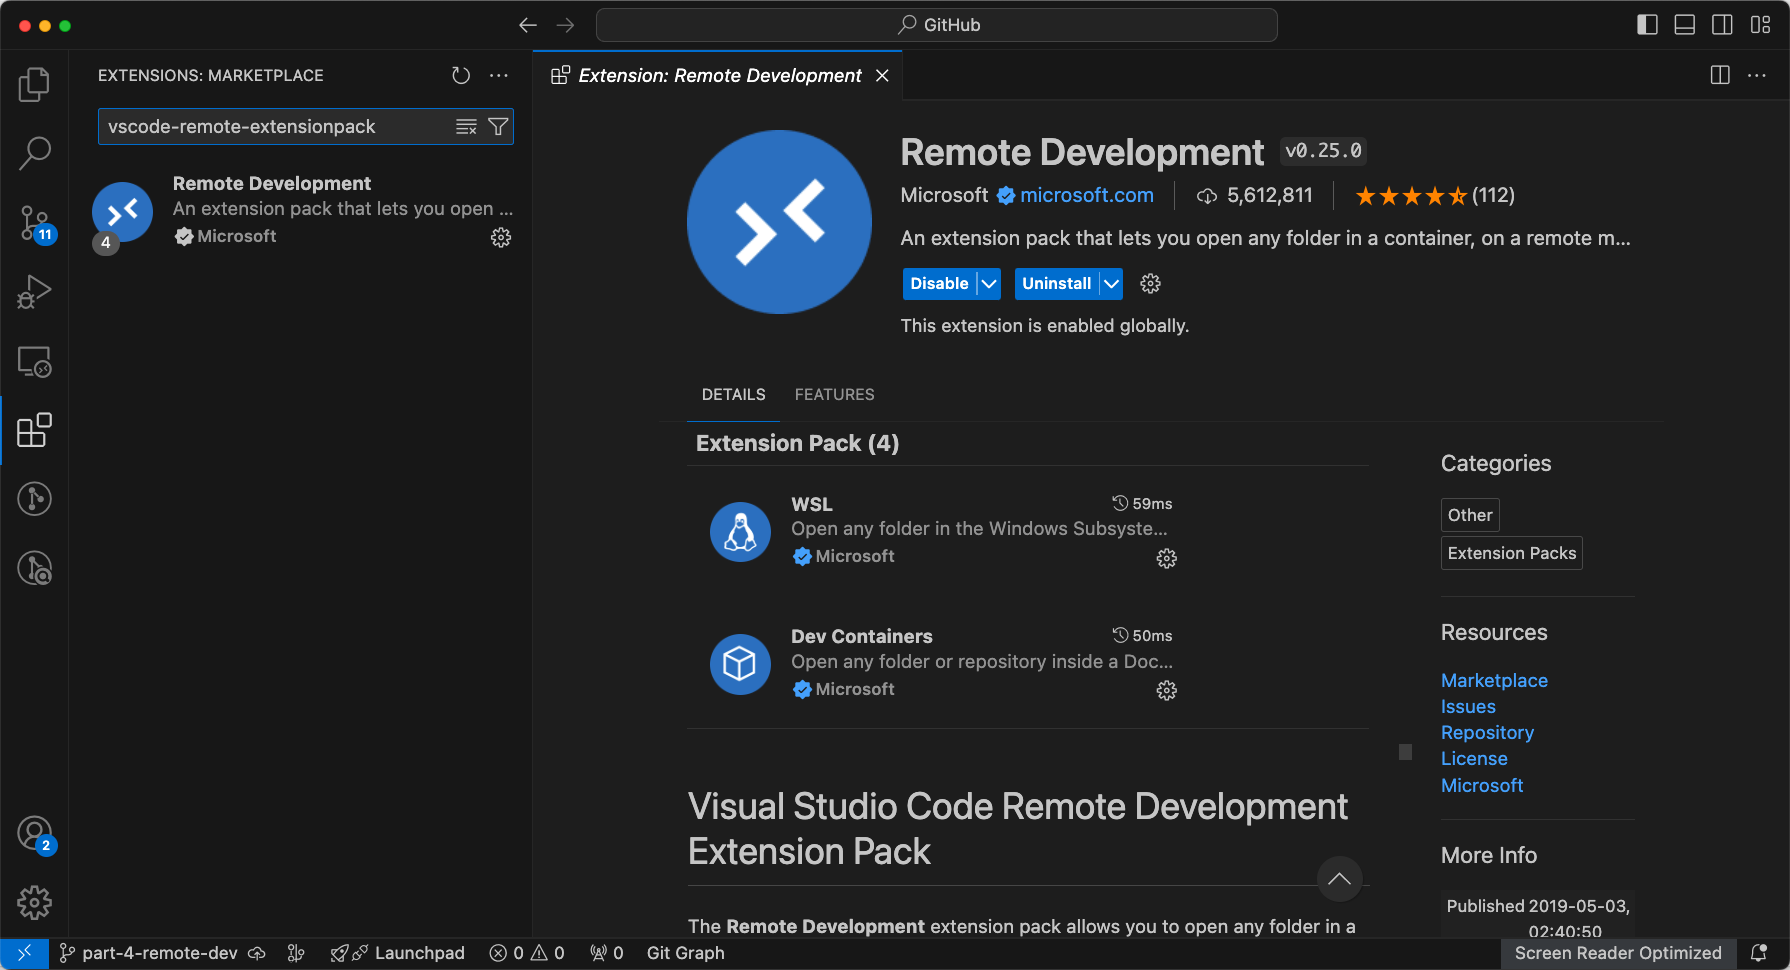 GitHub
EXTENSIONS: MARKETPLACE
Extension: Remote Development
vscode-remote-extensionpack
Remote Development
An extension pack that lets you open ...
4
Microsoft
Remote Development v0.25.0
Microsoft microsoft.com 5,612,811 (112)
An extension pack that lets you open any folder in a container, on a remote m...
Disable Uninstall
This extension is enabled globally.
DETAILS FEATURES
Extension Pack (4)
WSL 59ms
Open any folder in the Windows Subsyste...
Microsoft
Dev Containers 50ms
Open any folder or repository inside a Doc...
Microsoft
Visual Studio Code Remote Development
Extension Pack
The Remote Development extension pack allows you to open any folder in a
Categories
Other
Extension Packs
Resources
Marketplace
Issues
Repository
License
Microsoft
More Info
Published 2019-05-03,
02:40:50
11
2
part-4-remote-dev Launchpad 0 0 0 Git Graph Screen Reader Optimized